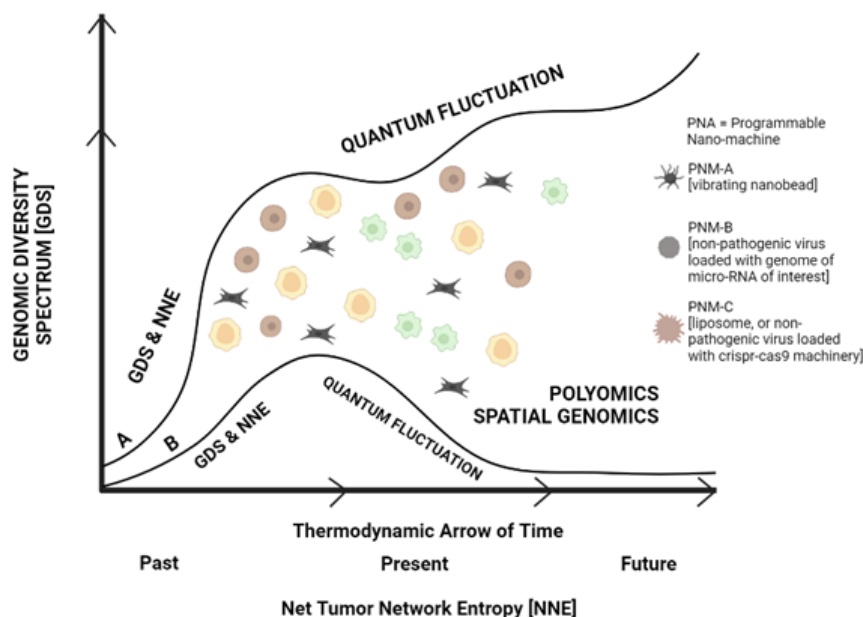 QUANTUM FLUCTUATION
GENOMIC DIVERSITY
SPECTRUM [GDS]
GDS & NNE
A
B
GDS & NNE
QUANTUM FLUCTUATION
POLYOMICS
SPATIAL GENOMICS
PNA = Programmable
Nano-machine
PNM-A
[vibrating nanobead]
PNM-B
[non-pathogenic virus
loaded with genome of
micro-RNA of interest]
PNM-C
[liposome, or non-
pathogenic virus loaded
with crispr-cas9 machinery]
Thermodynamic Arrow of Time
Past
Present
Future
Net Tumor Network Entropy [NNE]